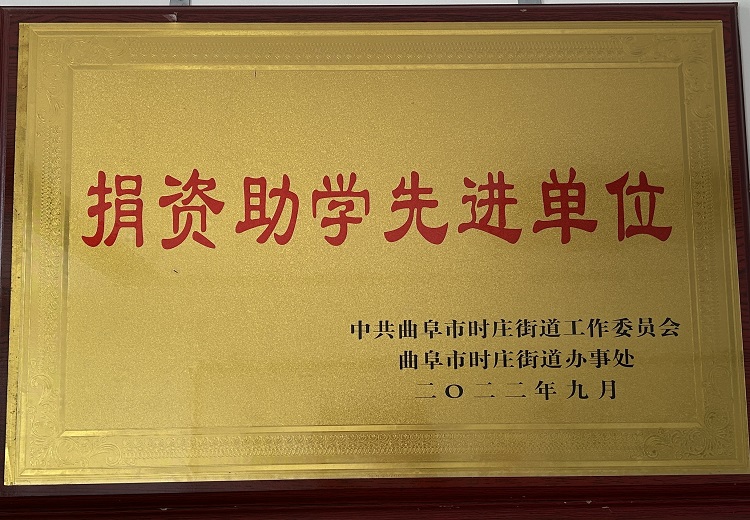 捐资助学先进单位
中共曲阜市时庄街道工作委员会
曲阜市时庄街道办事处
二〇二二年九月